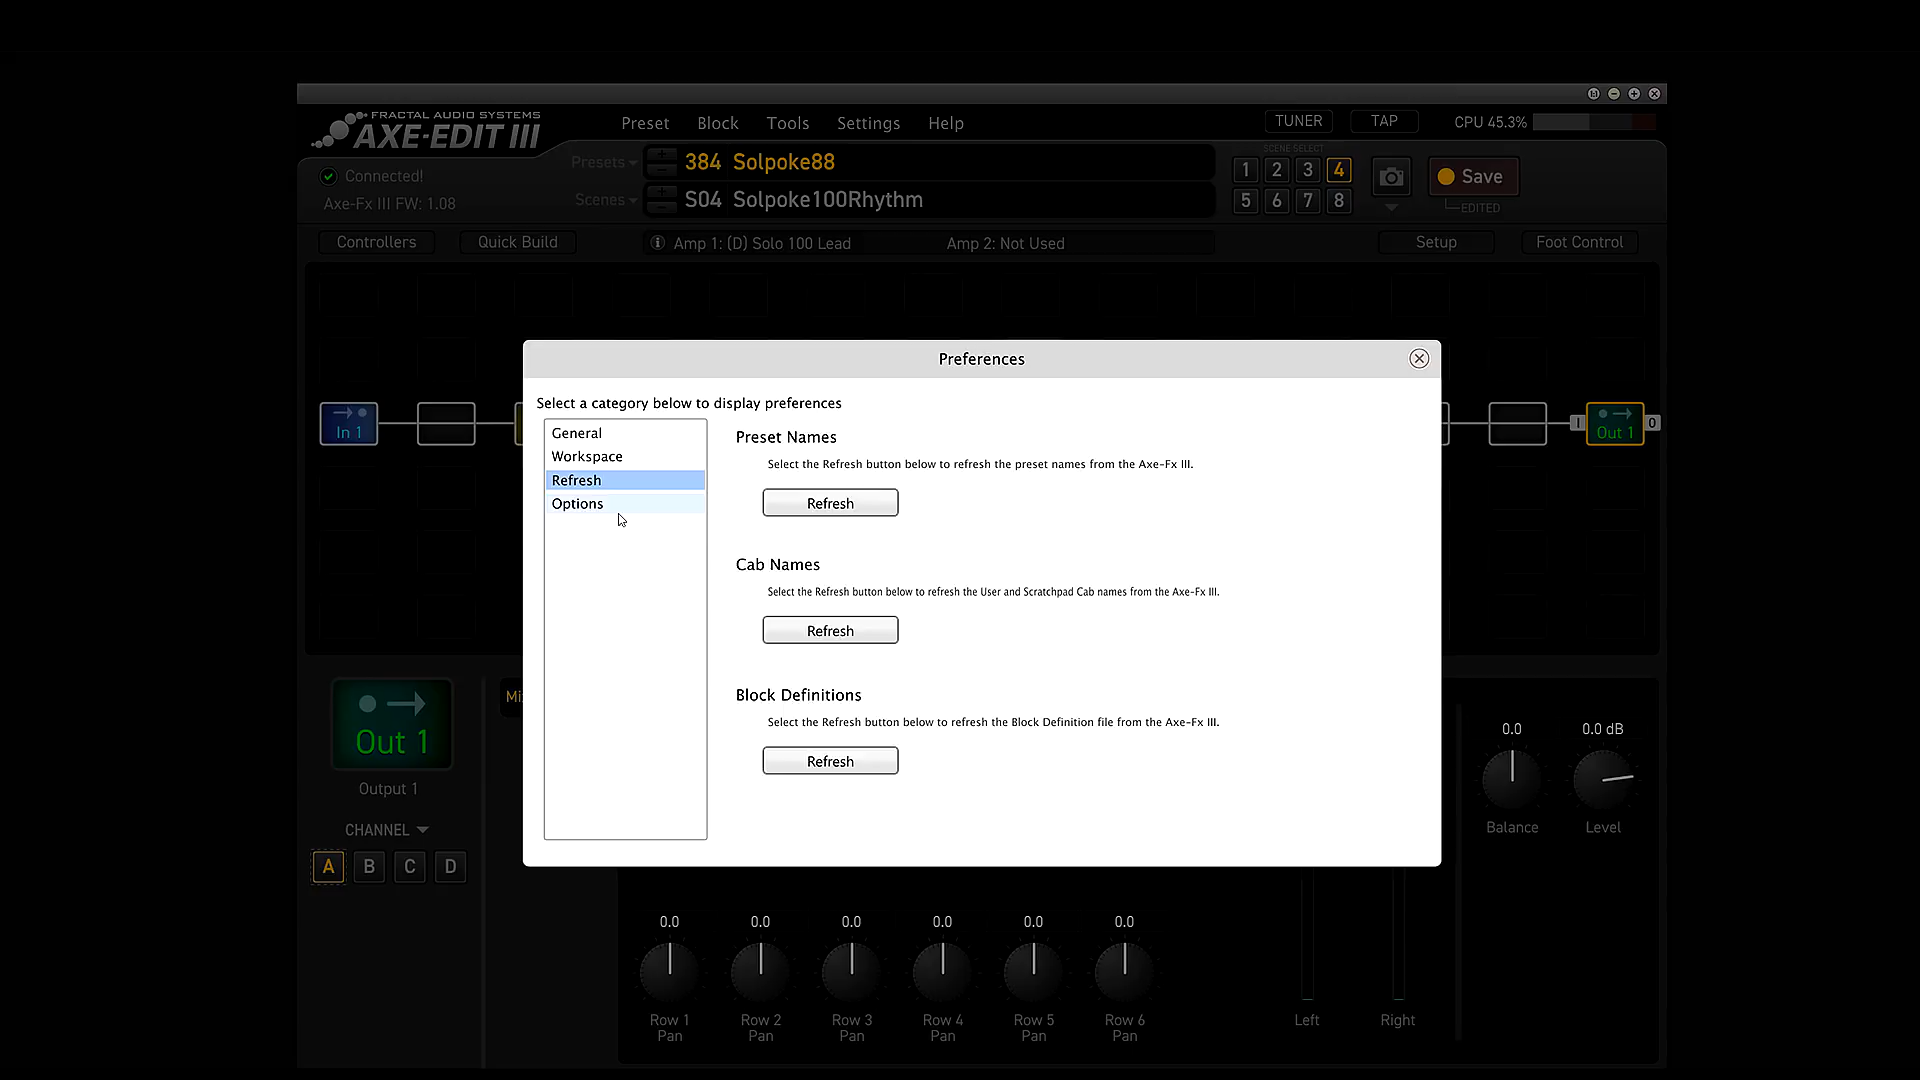 FRACTAL AUDIO SYSTEMS
AXE-EDIT III
Preset Block Tools Settings Help
TUNER TAP CPU 45.3%
Presets 384 Solpoke88
SCENE SELECT
1 2 3 4
Save
Connected!
Axe-Fx III FW: 1.08
Scenes S04 Solpoke100Rhythm
5 6 7 8
EDITED
Controllers Quick Build Amp 1: (D) Solo 100 Lead Amp 2: Not Used Setup Foot Control
Preferences
Select a category below to display preferences
General
Workspace
Refresh
Options
Preset Names
Select the Refresh button below to refresh the preset names from the Axe-Fx III.
Refresh
Cab Names
Select the Refresh button below to refresh the User and Scratchpad Cab names from the Axe-Fx III.
Refresh
Block Definitions
Select the Refresh button below to refresh the Block Definition file from the Axe-Fx III.
Refresh
In 1
Out 1
Out 1
Output 1
CHANNEL
A B C D
0.0 0.0 dB
Balance Level
0.0 0.0 0.0 0.0 0.0 0.0
Row 1 Pan
Row 2 Pan
Row 3 Pan
Row 4 Pan
Row 5 Pan
Row 6 Pan
Left Right